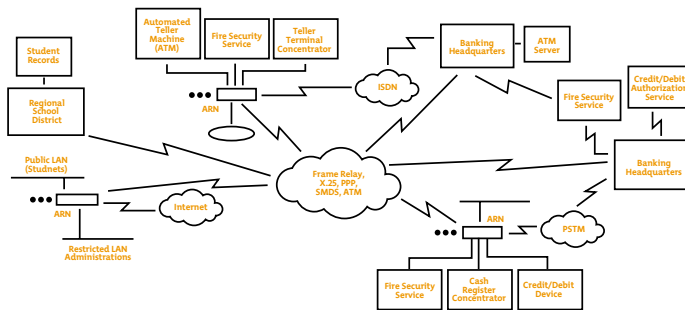 Automated
Teller
Machine
(ATM)
Fire Security
Service
Teller
Terminal
Concentrator
Banking
Headquarters
ATM
Server
Student
Records
Regional
School
District
ARN
ISDN
Fire Security
Service
Credit/Debit
Authorization
Service
Banking
Headquarters
Public LAN
(Studnets)
ARN
Internet
Restricted LAN
Administrations
Frame Relay,
X.25, PPP,
SMDS, ATM
ARN
PSTM
Fire Security
Service
Cash
Register
Concentrator
Credit/Debit
Device